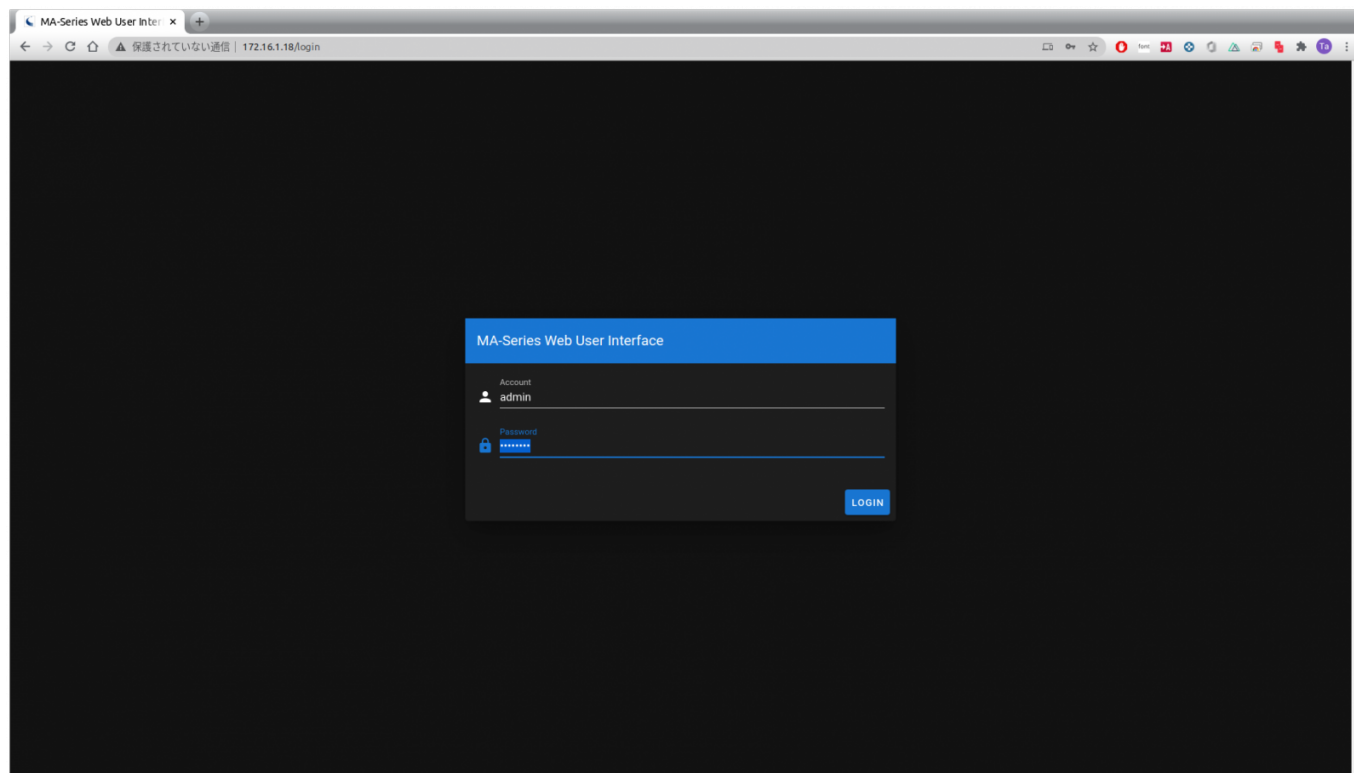 MA-Series Web User Inter
保護されていない通信 172.16.1.18/login
Ta
MA-Series Web User Interface
Account
admin
Password
••••••••
LOGIN